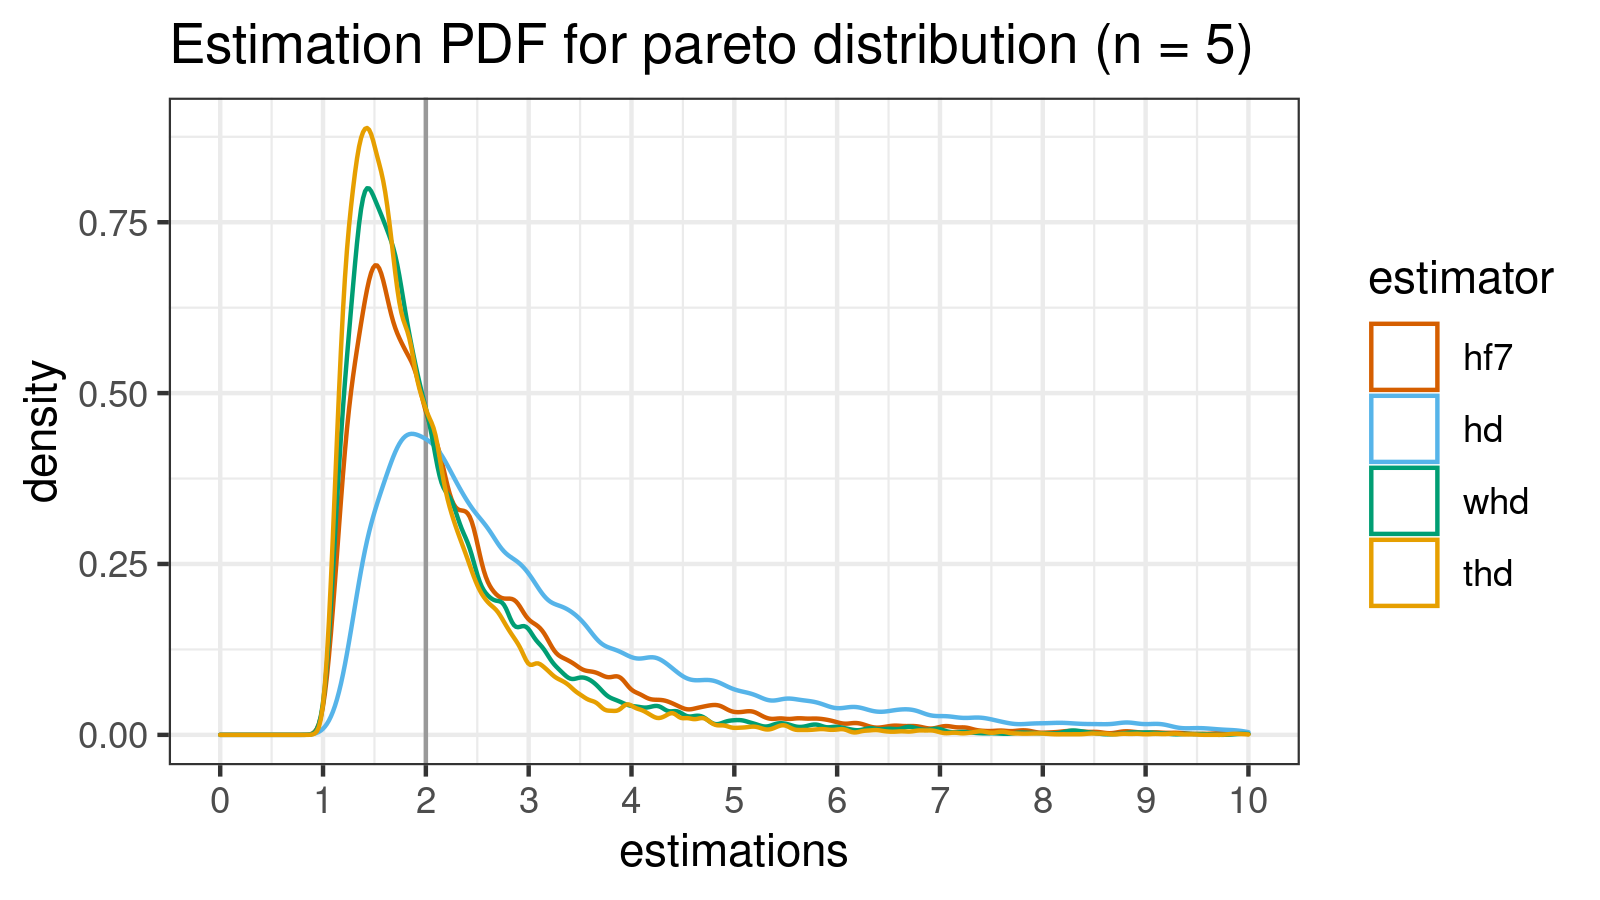 Estimation PDF for pareto distribution (n = 5)
density
0.75
0.50
0.25
0.00
0 1 2 3 4 5 6 7 8 9 10
estimations
estimator
hf7
hd
whd
thd